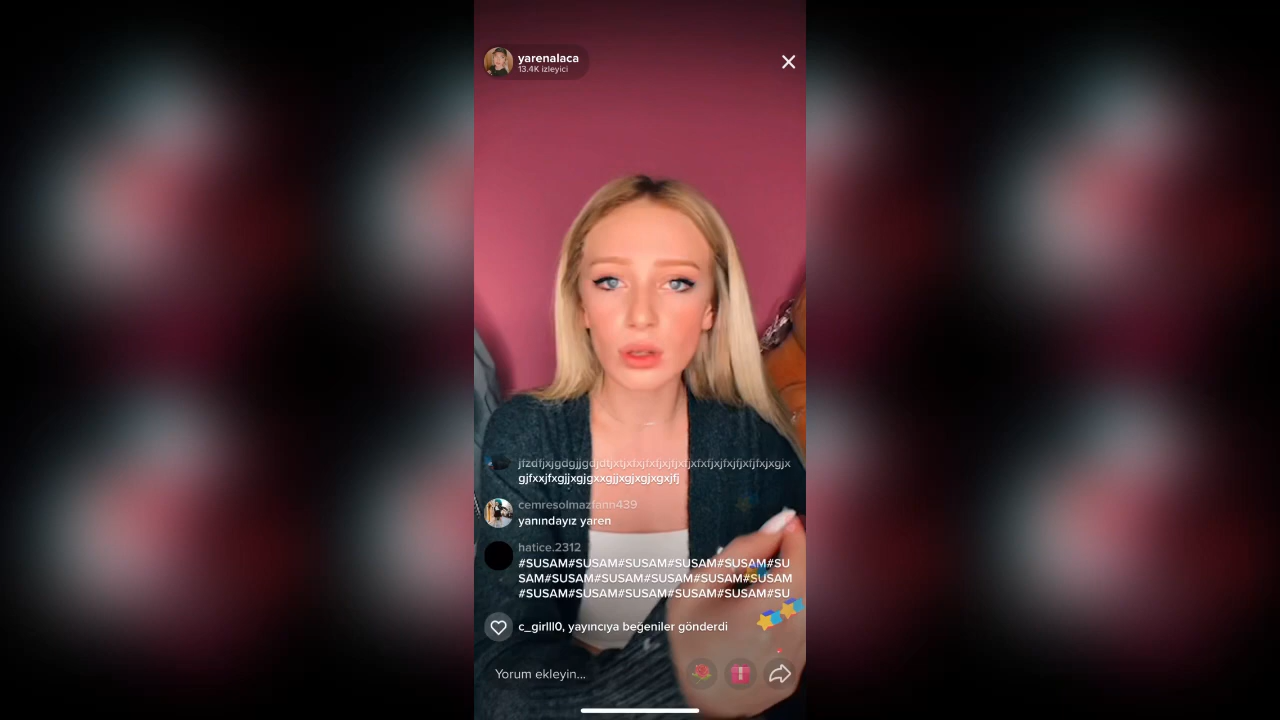 yarenalaca
13.4K izleyici
gjfxxjfxgjjxgjgxxgjjxgjxgjxgxjfj
cemresolmazfann439
yanındayız yaren
hatice.2312
#SUSAM#SUSAM#SUSAM#SUSAM#SUSAM#SU
SAM#SUSAM#SUSAM#SUSAM#SUSAM#SUSAM
#SUSAM#SUSAM#SUSAM#SUSAM#SUSAM#SU
c_girlll0, yayıncıya beğeniler gönderdi
Yorum ekleyin...